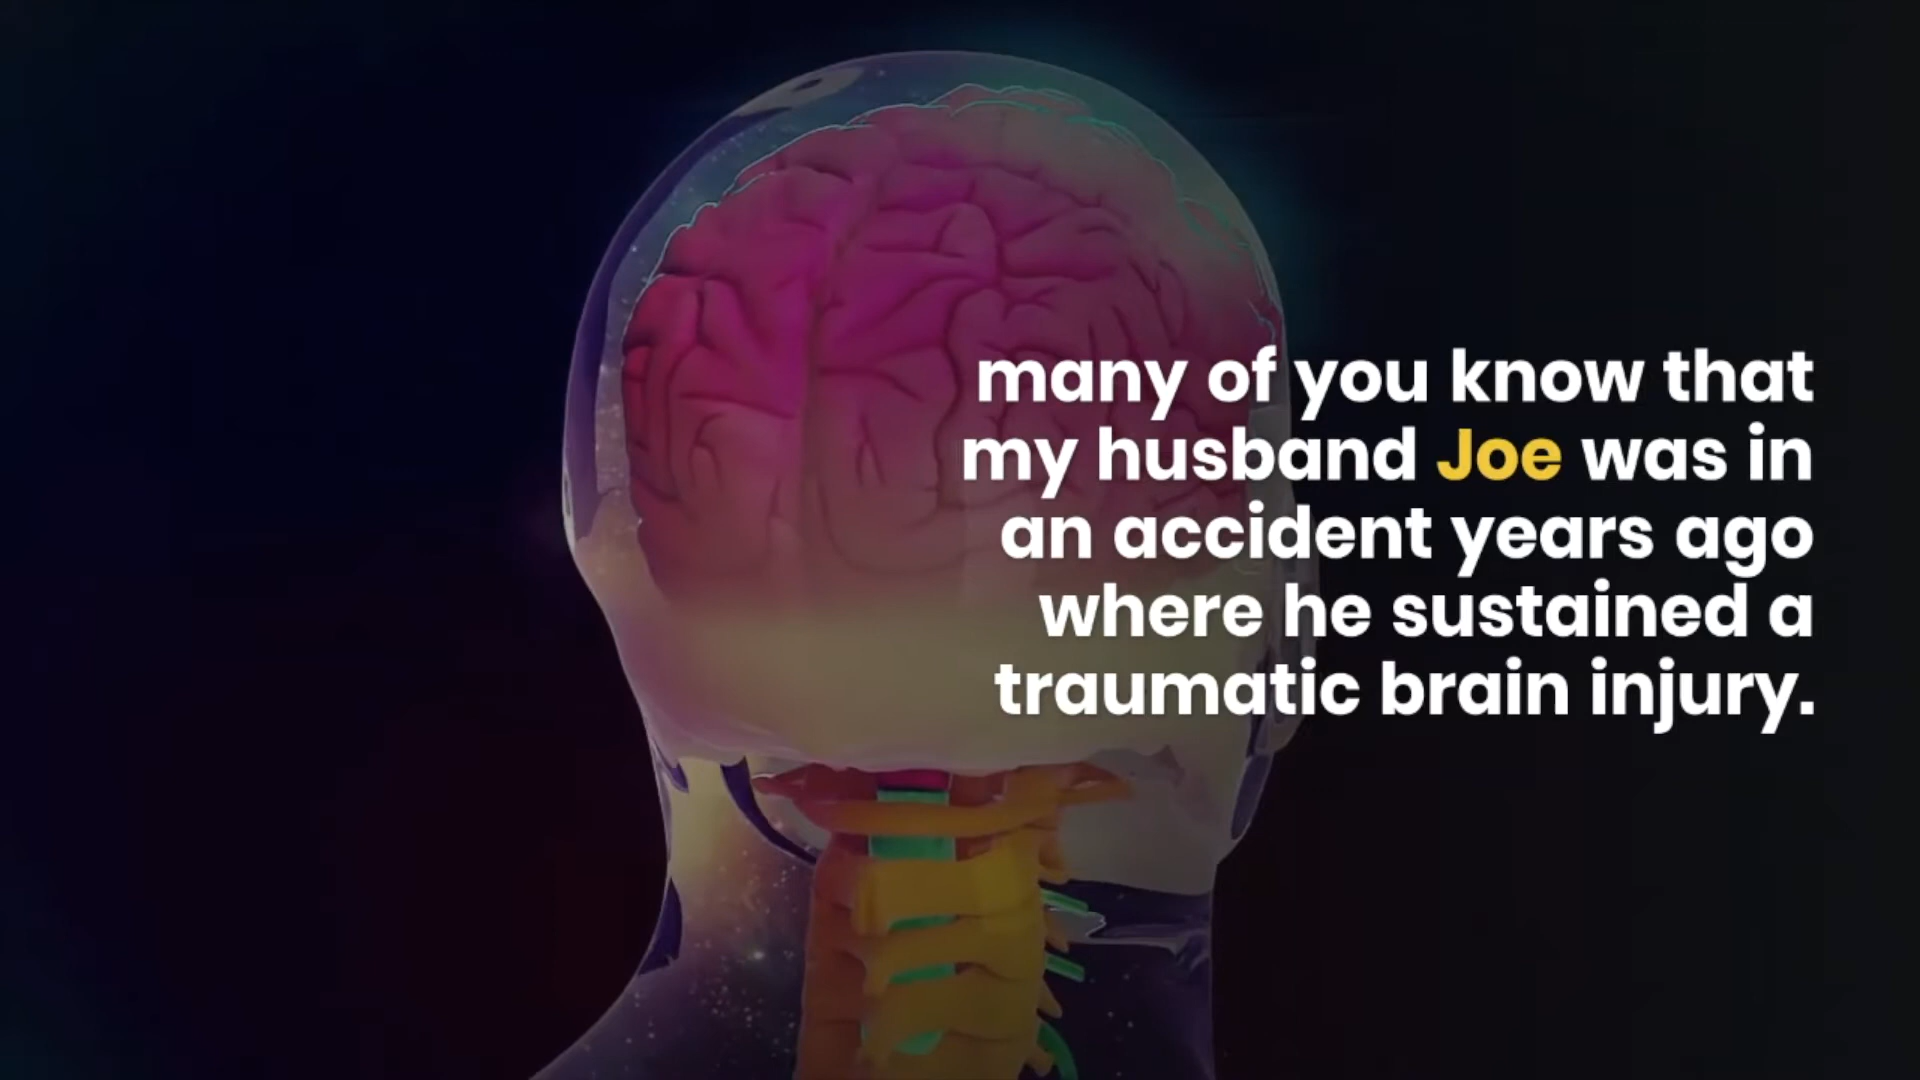 many of you know that
my husband Joe was in
an accident years ago
where he sustained a
traumatic brain injury.